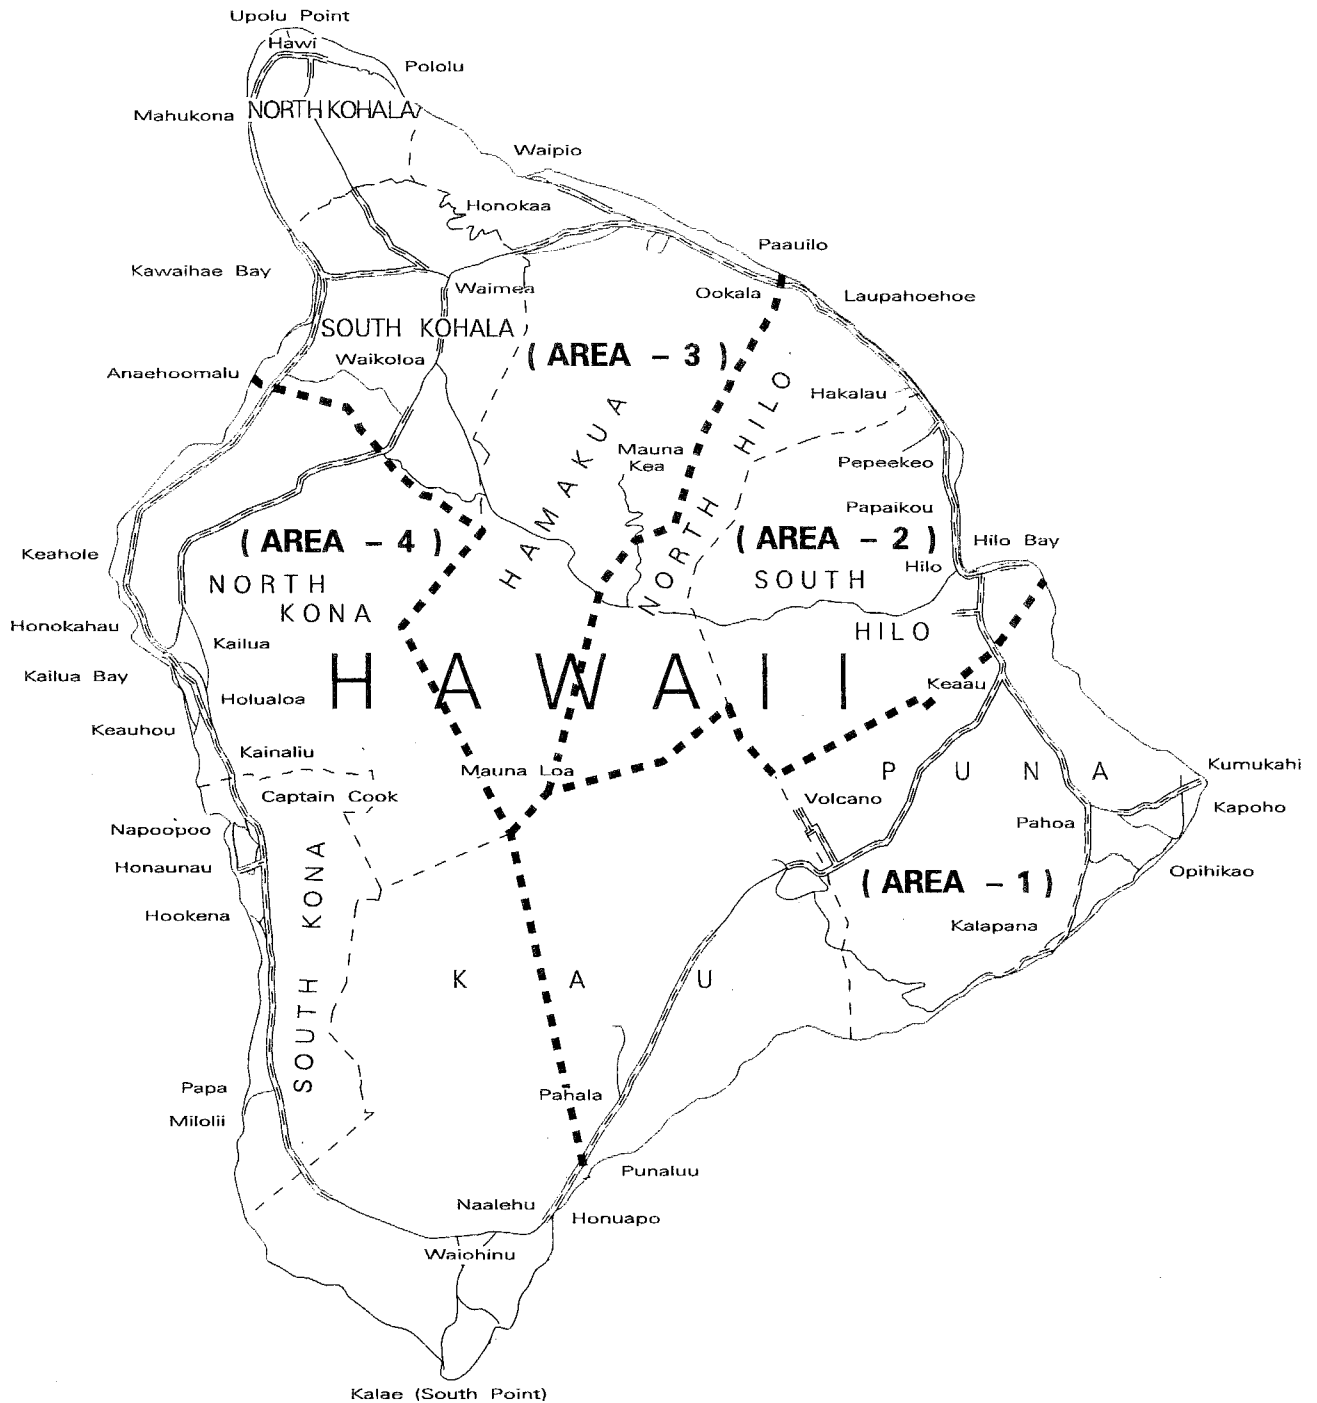 Upolu Point
Hawi
Pololu
NORTH KOHALA
Mahukona
Waipio
Honokaa
Paauilo
Kawaihae Bay
Waimea
Ookala
Laupahoehoe
SOUTH KOHALA
Waikoloa
( AREA – 3 )
Anaehoomalu
Hakalau
HAMAKUA
Mauna
Kea
NORTH HILO
Pepeekeo
Papaikou
( AREA – 4 )
( AREA – 2 )
Hilo Bay
Keahole
Hilo
NORTH
KONA
SOUTH
HILO
Honokahau
Kailua
Kailua Bay
HAWAII
Keaau
Holualoa
Keauhou
Kainaliu
Mauna Loa
PUNA
Kumukahi
Captain Cook
Volcano
Kapoho
Napoopoo
Pahoa
Honaunau
Opihikao
( AREA – 1 )
Hookena
Kalapana
SOUTH KONA
KAU
Papa
Pahala
Milolii
Punaluu
Naalehu
Honuapo
Waiohinu
Kalae (South Point)